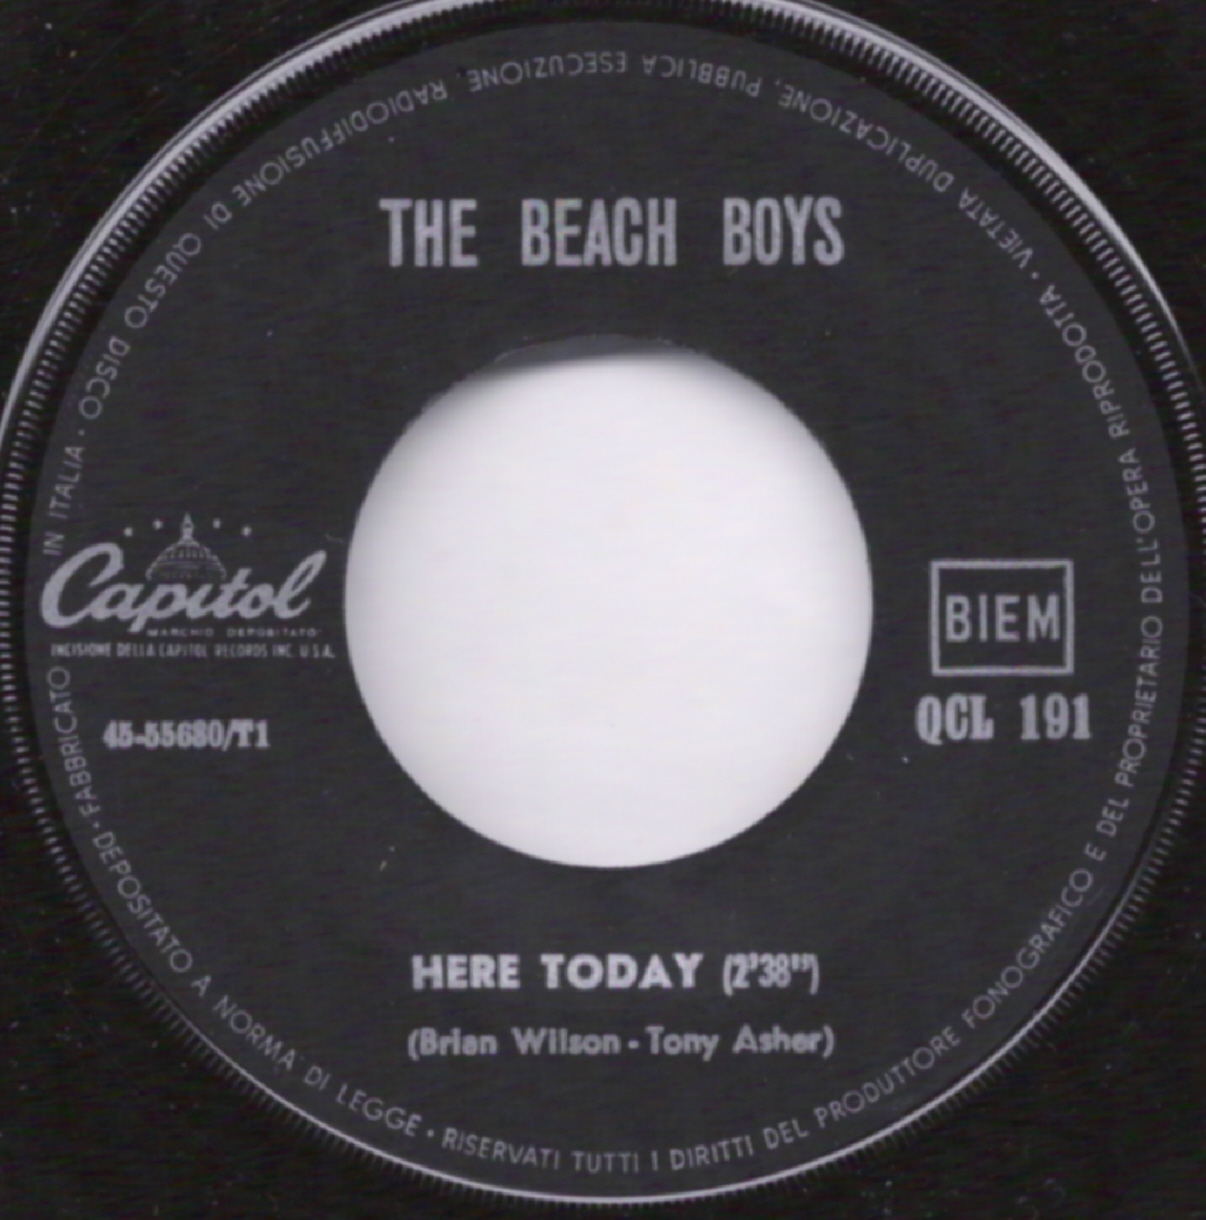 THE BEACH BOYS
Capitol
MARCHIO DEPOSITATO
INCISIONE DELLA CAPITOL RECORDS INC. U.S.A.
45-55680/T1
BIEM
QCL 191
HERE TODAY (2'38'')
(Brian Wilson - Tony Asher)
FABBRICATO IN ITALIA · DISCO DI QUESTO RADIODIFFUSIONE ESECUZIONE PUBBLICA, DUPLICAZIONE, VIETATA · RIPRODOTTA DELL'OPERA PROPRIETARIO DEL E FONOGRAFICO PRODUTTORE DEL DIRITTI I TUTTI RISERVATI · LEGGE DI NORMA A DEPOSITATO ·